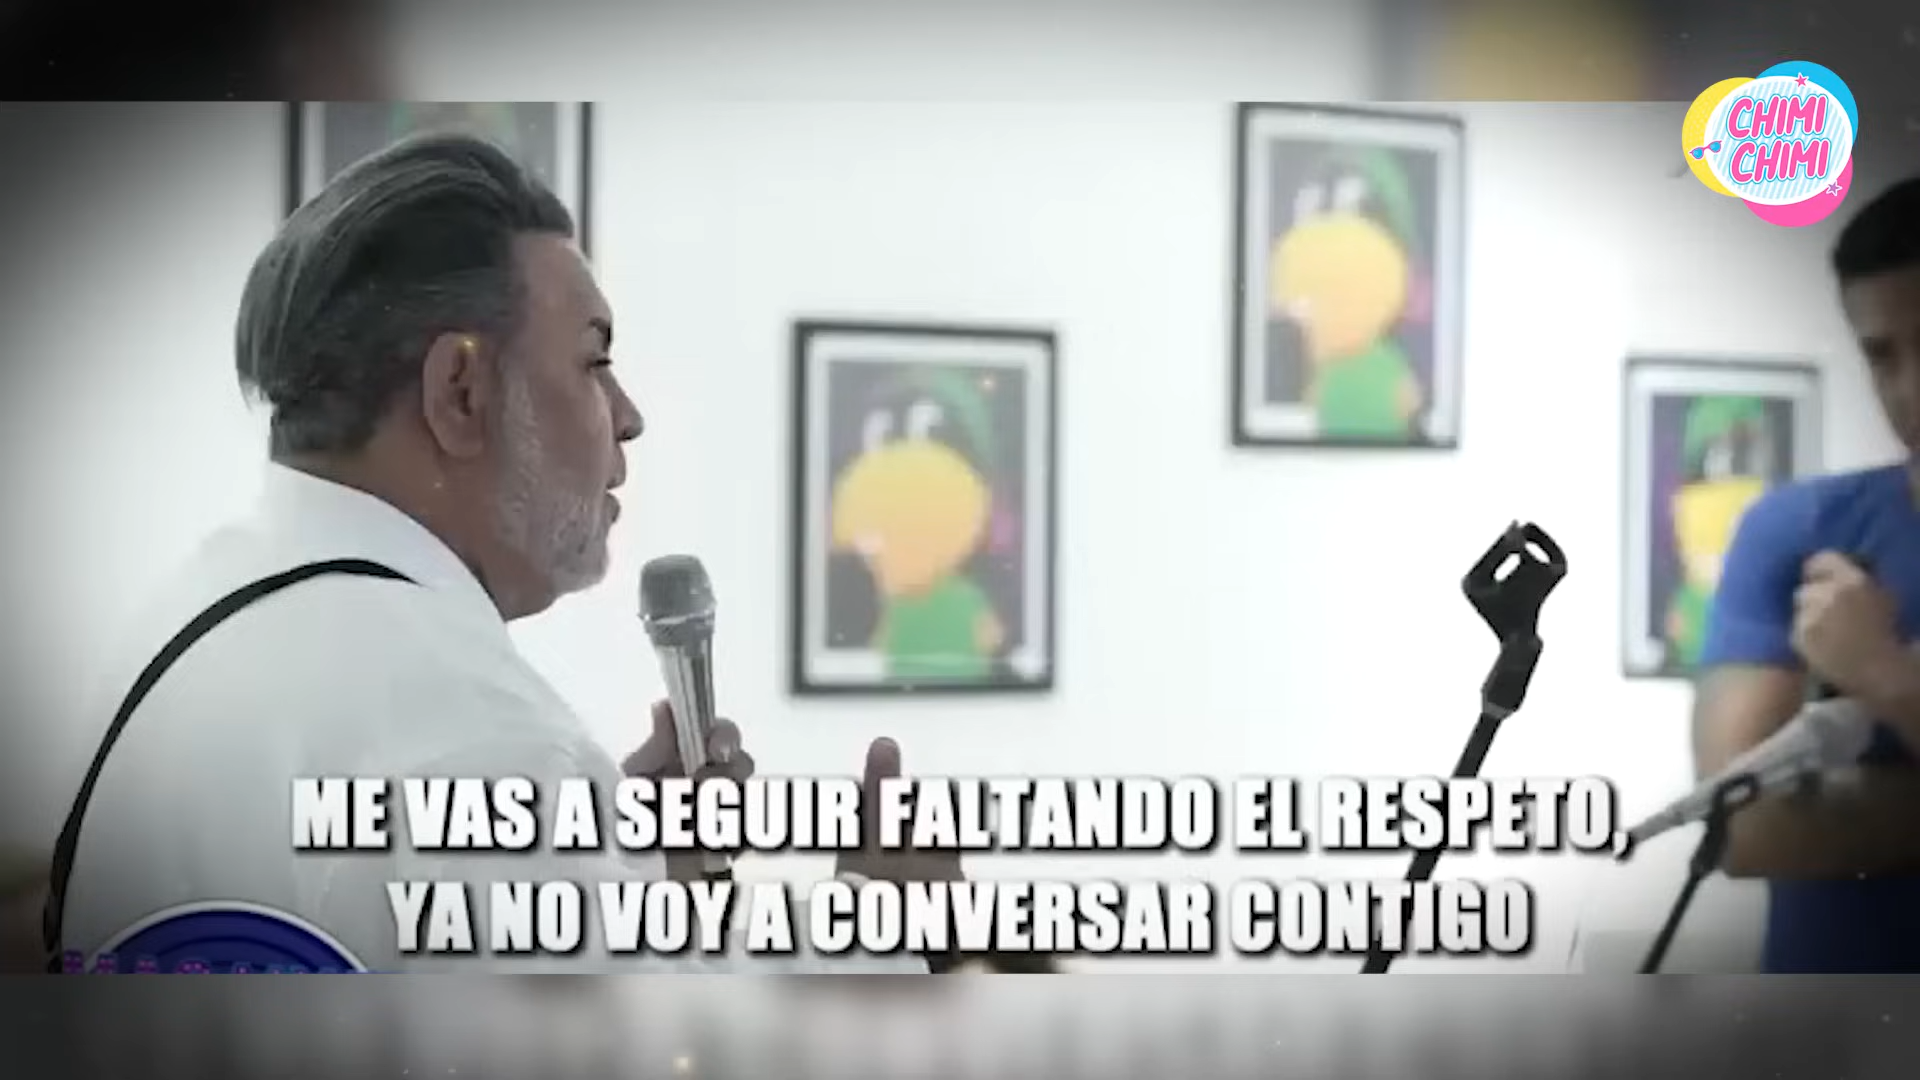 CHIMI
CHIMI
ME VAS A SEGUIR FALTANDO EL RESPETO,
YA NO VOY A CONVERSAR CONTIGO